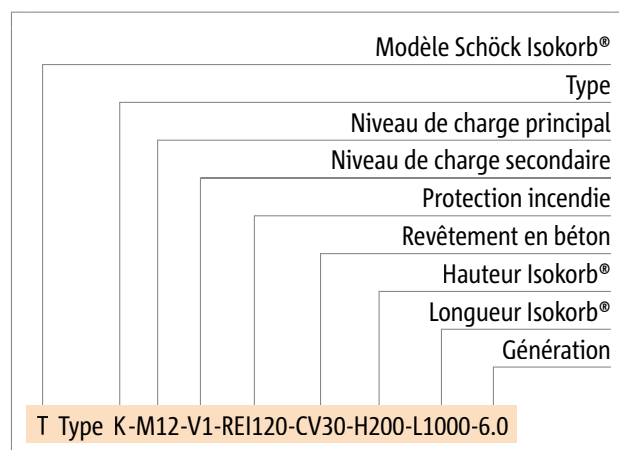 Modèle Schöck Isokorb®
Type
Niveau de charge principal
Niveau de charge secondaire
Protection incendie
Revêtement en béton
Hauteur Isokorb®
Longueur Isokorb®
Génération
T Type K-M12-V1-REI120-CV30-H200-L1000-6.0